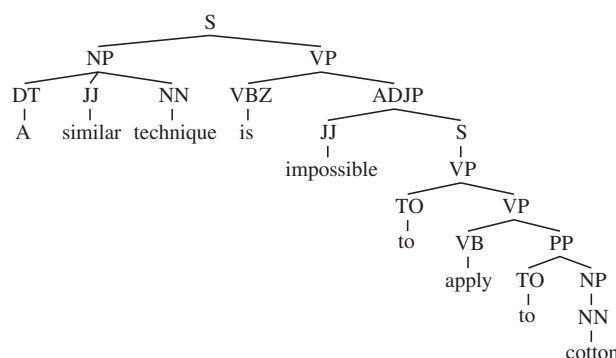 S
NP VP
DT JJ NN VBZ ADJP
A similar technique is JJ S
impossible VP
TO VP
to VB PP
apply TO NP
to NN
cotton